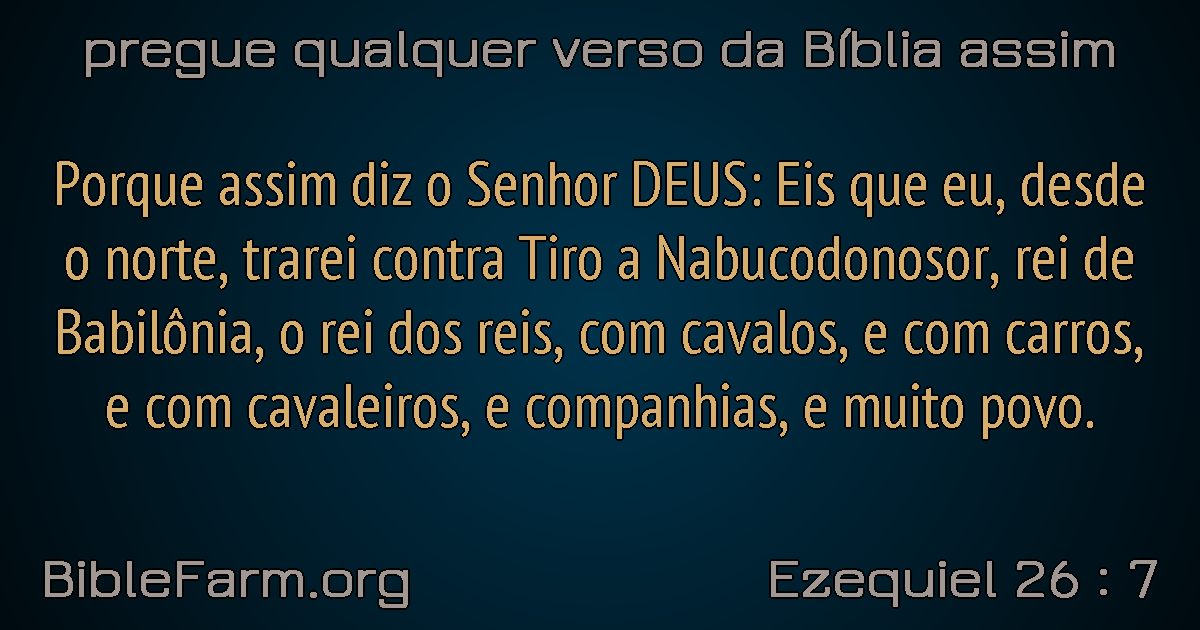 pregue qualquer verso da Bíblia assim
Porque assim diz o Senhor DEUS: Eis que eu, desde
o norte, trarei contra Tiro a Nabucodonosor, rei de
Babilônia, o rei dos reis, com cavalos, e com carros,
e com cavaleiros, e companhias, e muito povo.
BibleFarm.org
Ezequiel 26 : 7